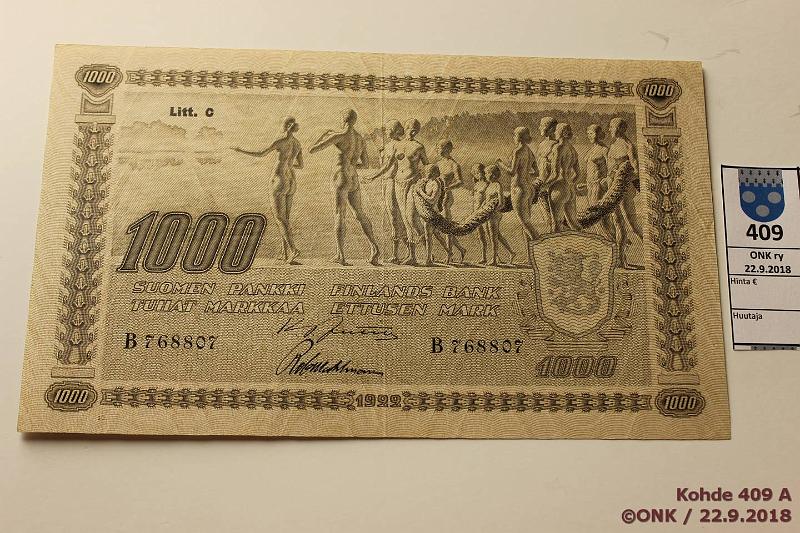 1000
1000
Litt. C
1000
SUOMEN PANKKI FINLANDS BANK
TUHAT MARKKAA ETTUSEN MARK
B 768807
B 768807
1000
1000
1922
1000
409
ONK ry
22.9.2018
Hinta €
Huutaja
Kohde 409 A
©ONK / 22.9.2018